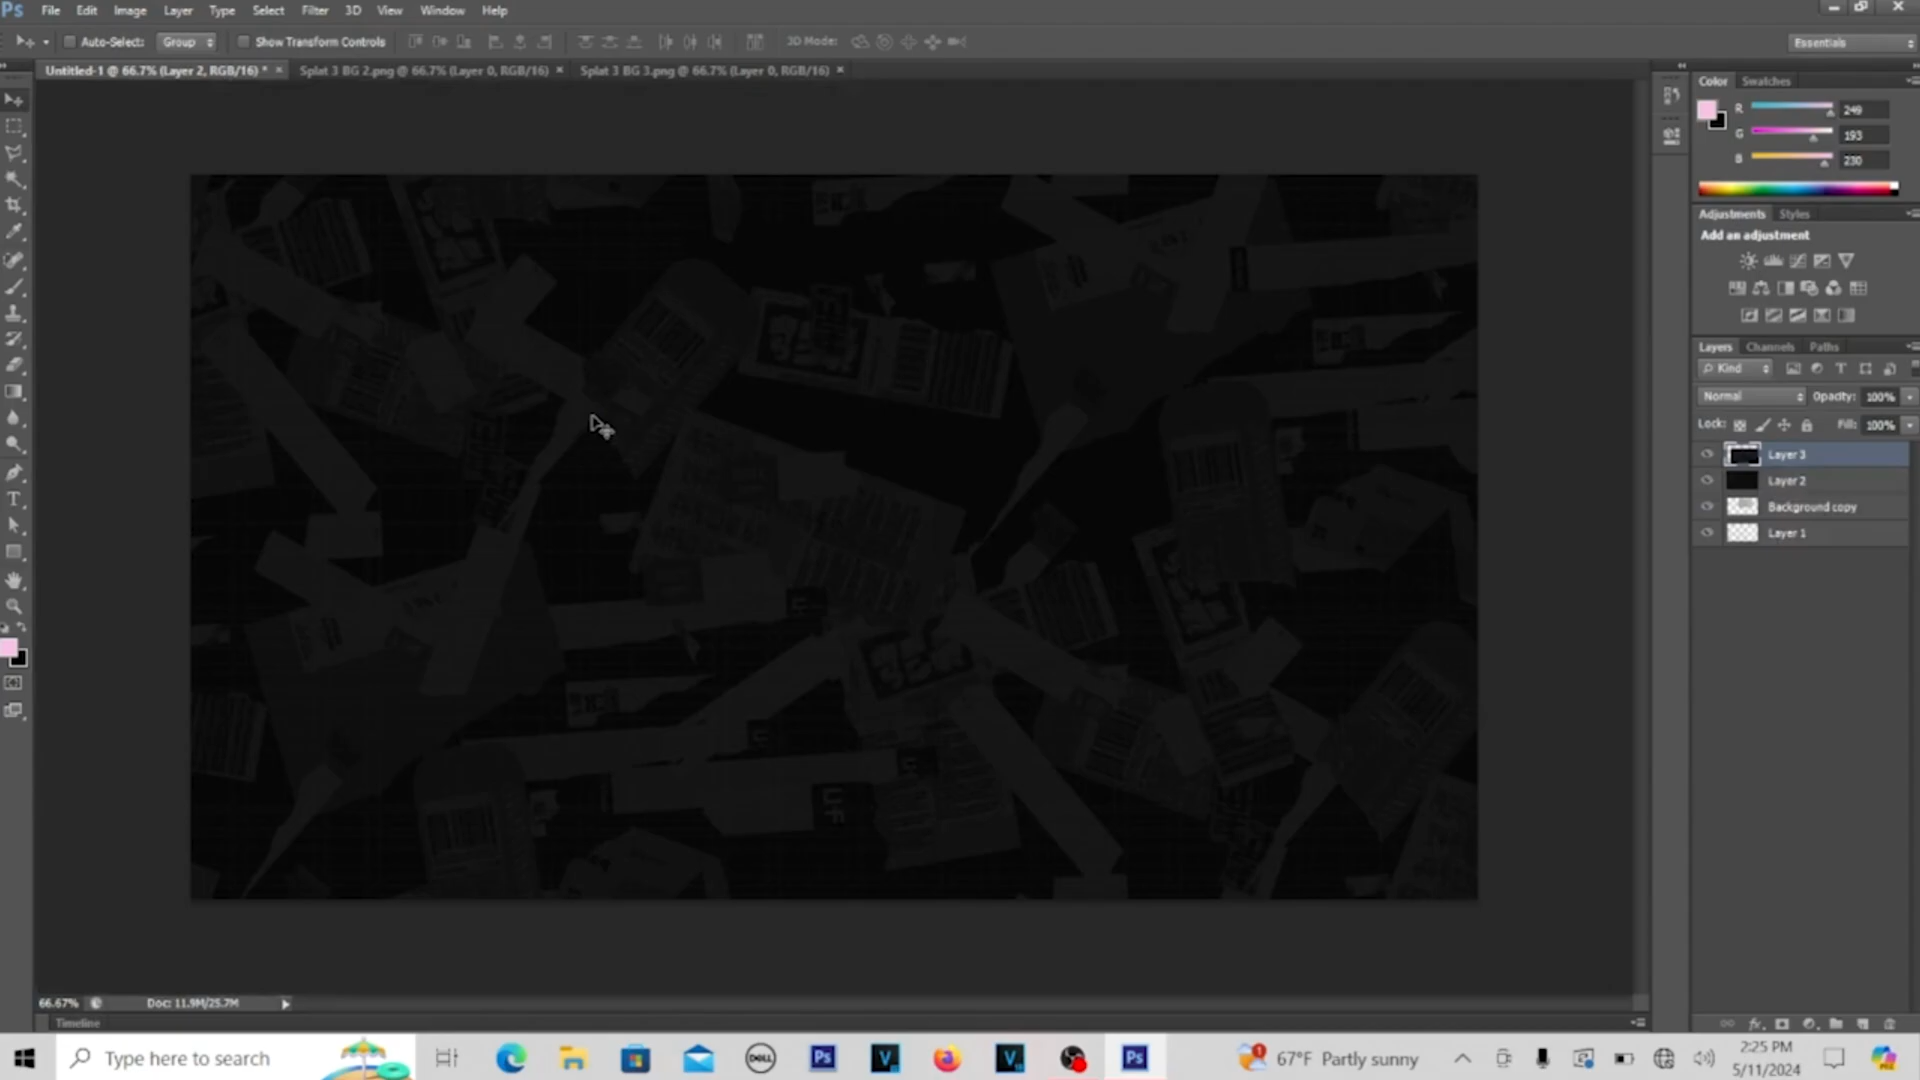 Ps File Edit Image Layer Type Select Filter 3D View Window Help
Auto-Select: Group Show Transform Controls 3D Mode: Essentials
Untitled-1 @ 66.7% (Layer 2, RGB/16) * × Splat 3 BG 2.png @ 66.7% (Layer 0, RGB/16) × Splat 3 BG 3.png @ 66.7% (Layer 0, RGB/16) ×
Color Swatches
R 249
G 193
B 230
Adjustments Styles
Add an adjustment
Layers Channels Paths
Kind
Normal Opacity: 100%
Lock: Fill: 100%
Layer 3
Layer 2
Background copy
Layer 1
66.67% Doc: 11.9M/25.7M
Timeline
Type here to search
DELL
Ps
V
V
Ps
67°F Partly sunny
2:25 PM
5/11/2024